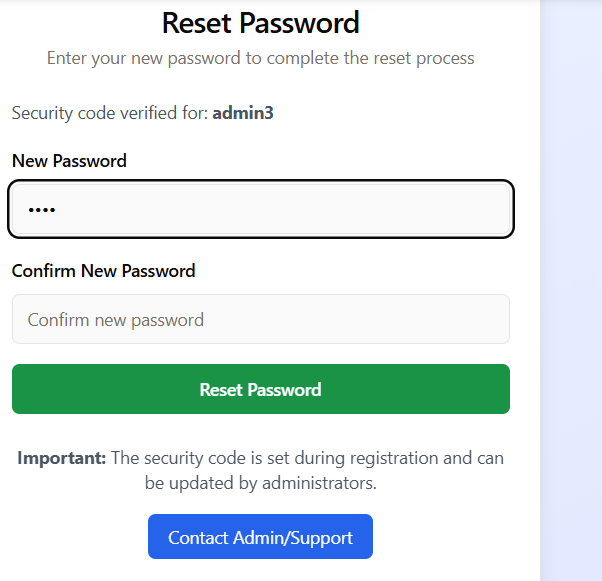 Reset Password
Enter your new password to complete the reset process
Security code verified for: admin3
New Password
••••
Confirm New Password
Confirm new password
Reset Password
Important: The security code is set during registration and can
be updated by administrators.
Contact Admin/Support